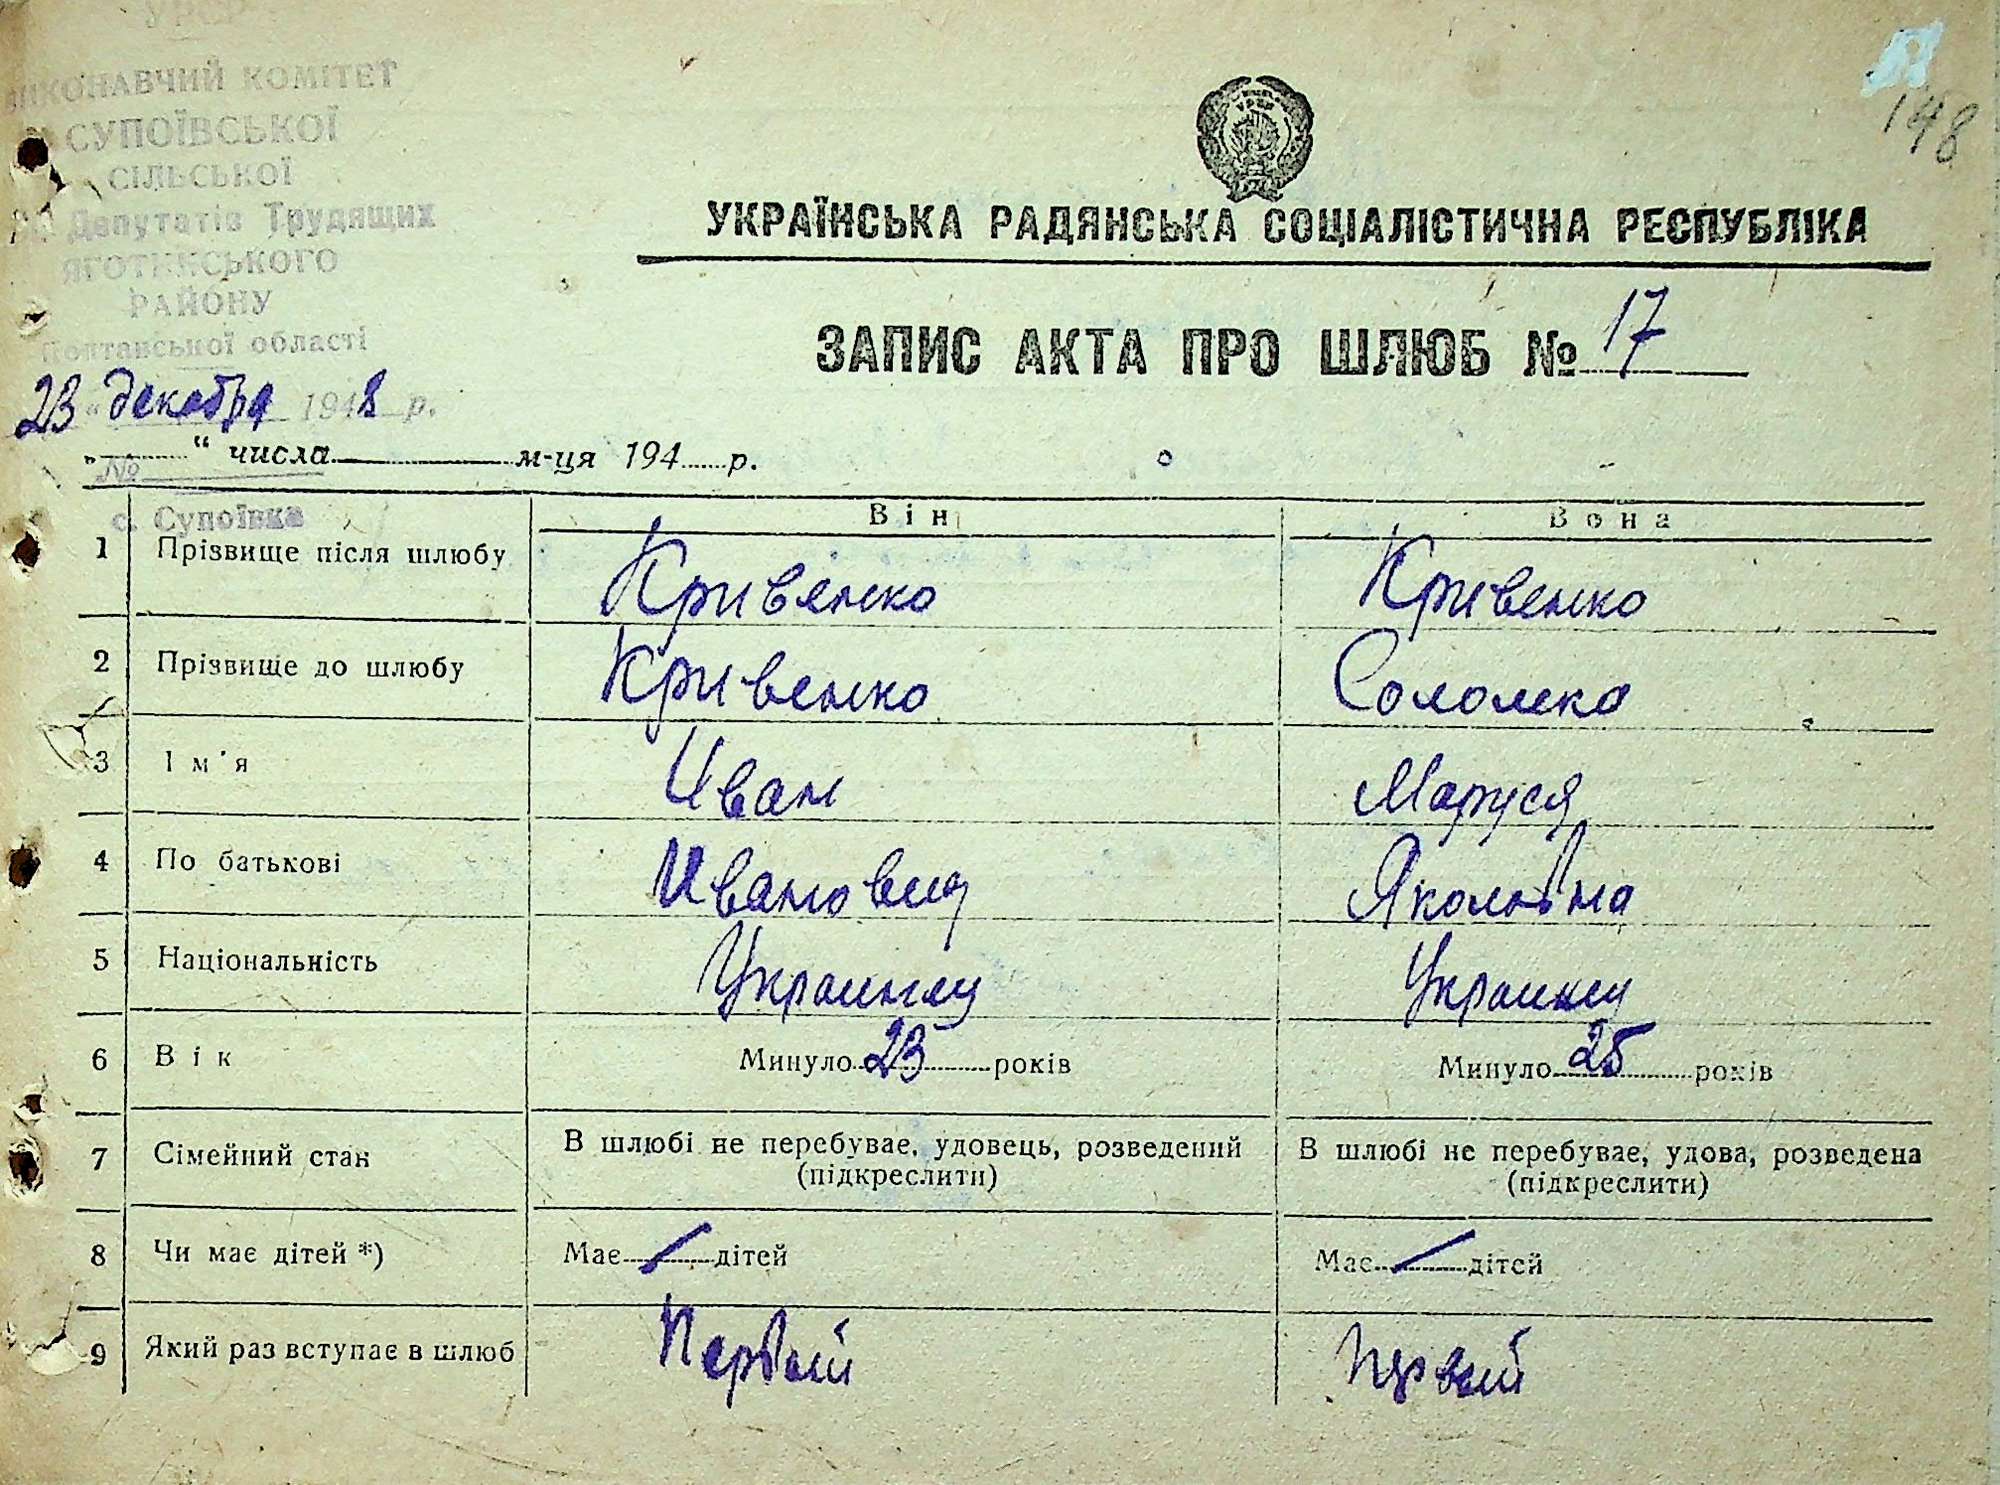 УРСР
ВИКОНАВЧИЙ КОМІТЕТ
СУПОЇВСЬКОЇ
СІЛЬСЬКОЇ
Депутатів Трудящих
ЯГОТИНСЬКОГО
РАЙОНУ
Полтавської області
23 " декабра 1948 р.
№
с. Супоївка
148
УКРАЇНСЬКА РАДЯНСЬКА СОЦІАЛІСТИЧНА РЕСПУБЛІКА
ЗАПИС АКТА ПРО ШЛЮБ № 17
„ “ числа м-ця 194 р.
Він Вона
1 Прізвище після шлюбу Кривенко Кривенко
2 Прізвище до шлюбу Кривенко Соломка
3 Ім'я Иван Маруся
4 По батькові Иванович
5 Національність Украинец Украинец
6 Вік Минуло 23 років Минуло 25 років
7 Сімейний стан В шлюбі не перебуває, удовець, розведений (підкреслити) В шлюбі не перебуває, удова, розведена (підкреслити)
8 Чи має дітей *) Має / дітей Має / дітей
9 Який раз вступає в шлюб Первый Первый